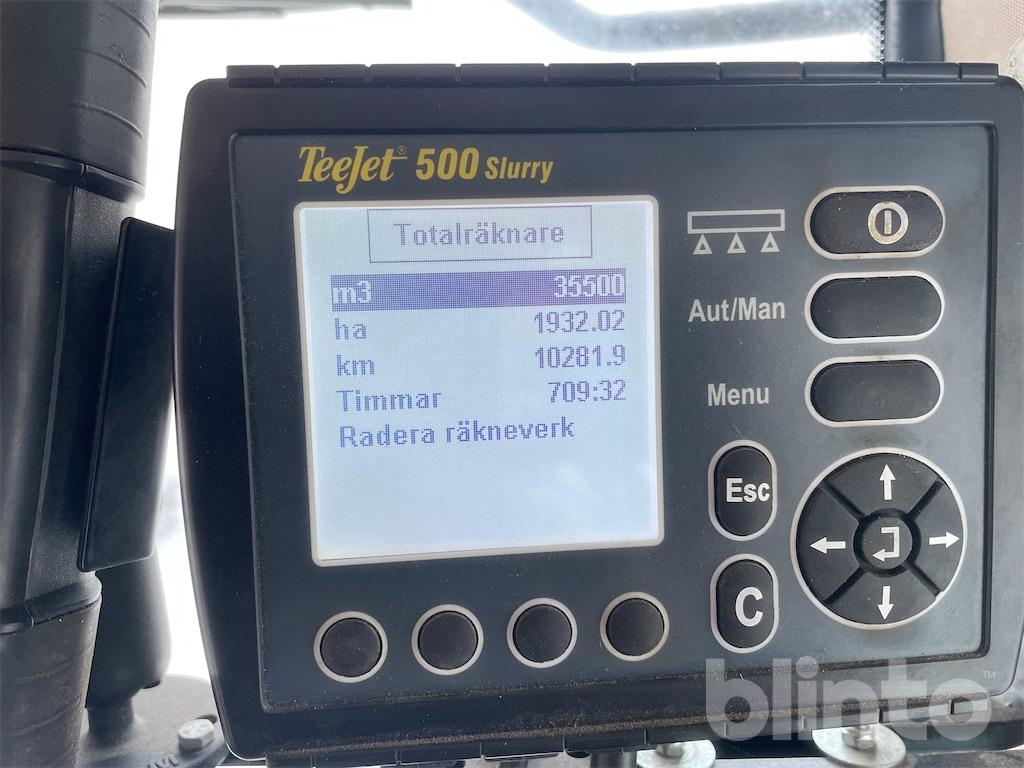 TeeJet® 500 Slurry
Totalräknare
m3 35500
ha 1932.02
km 10281.9
Timmar 709:32
Radera räkneverk
Aut/Man
Menu
Esc
C
blinto™